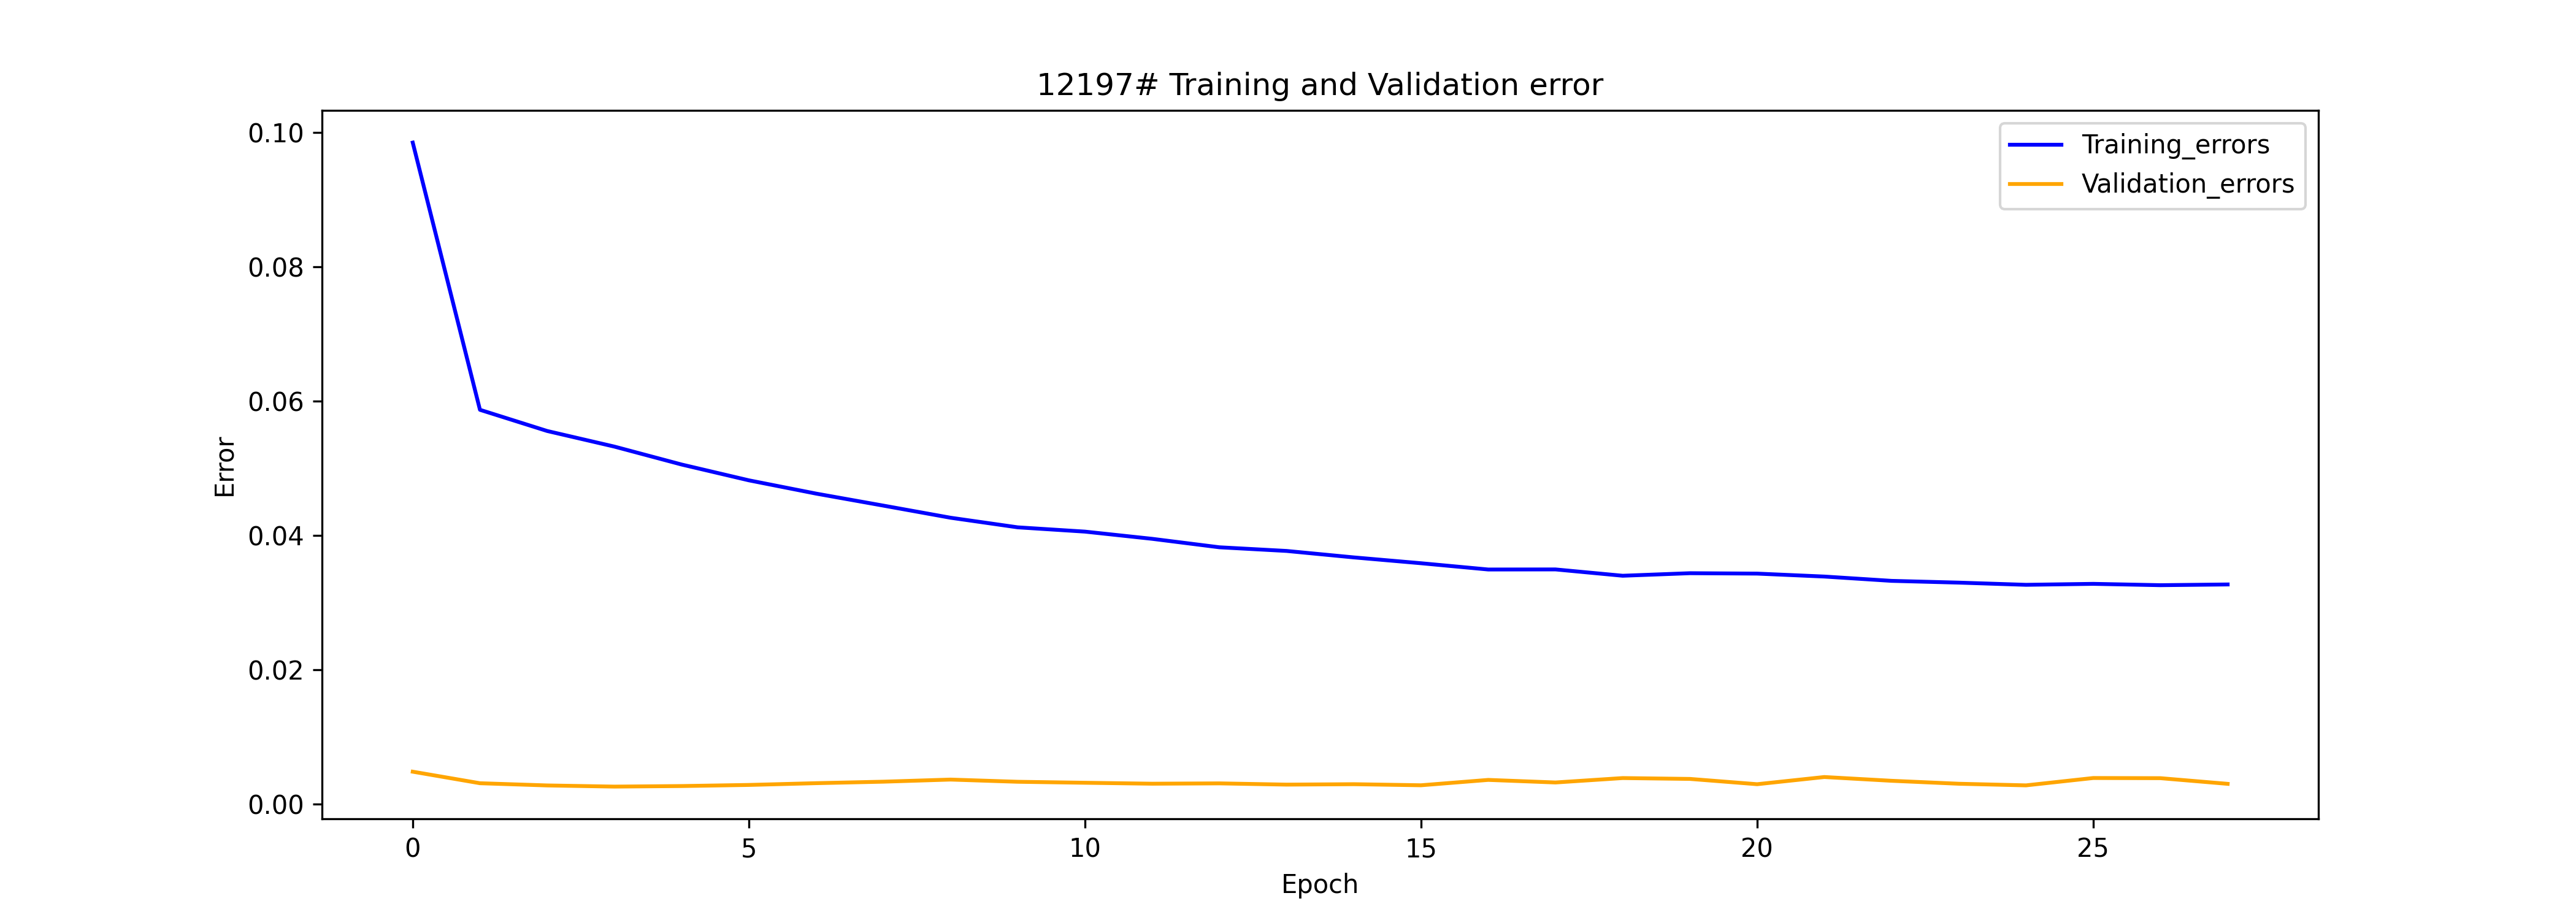 12197# Training and Validation error
Training_errors
Validation_errors
0.10
0.08
0.06
0.04
0.02
0.00
Error
0 5 10 15 20 25
Epoch